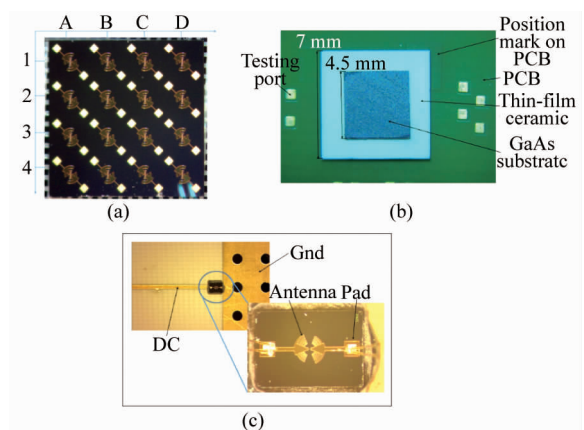 A B C D
1
2
3
4
(a)
Testing port
7 mm
4.5 mm
Position mark on PCB
PCB
Thin-film ceramic
GaAs substratc
(b)
Gnd
Antenna Pad
DC
(c)